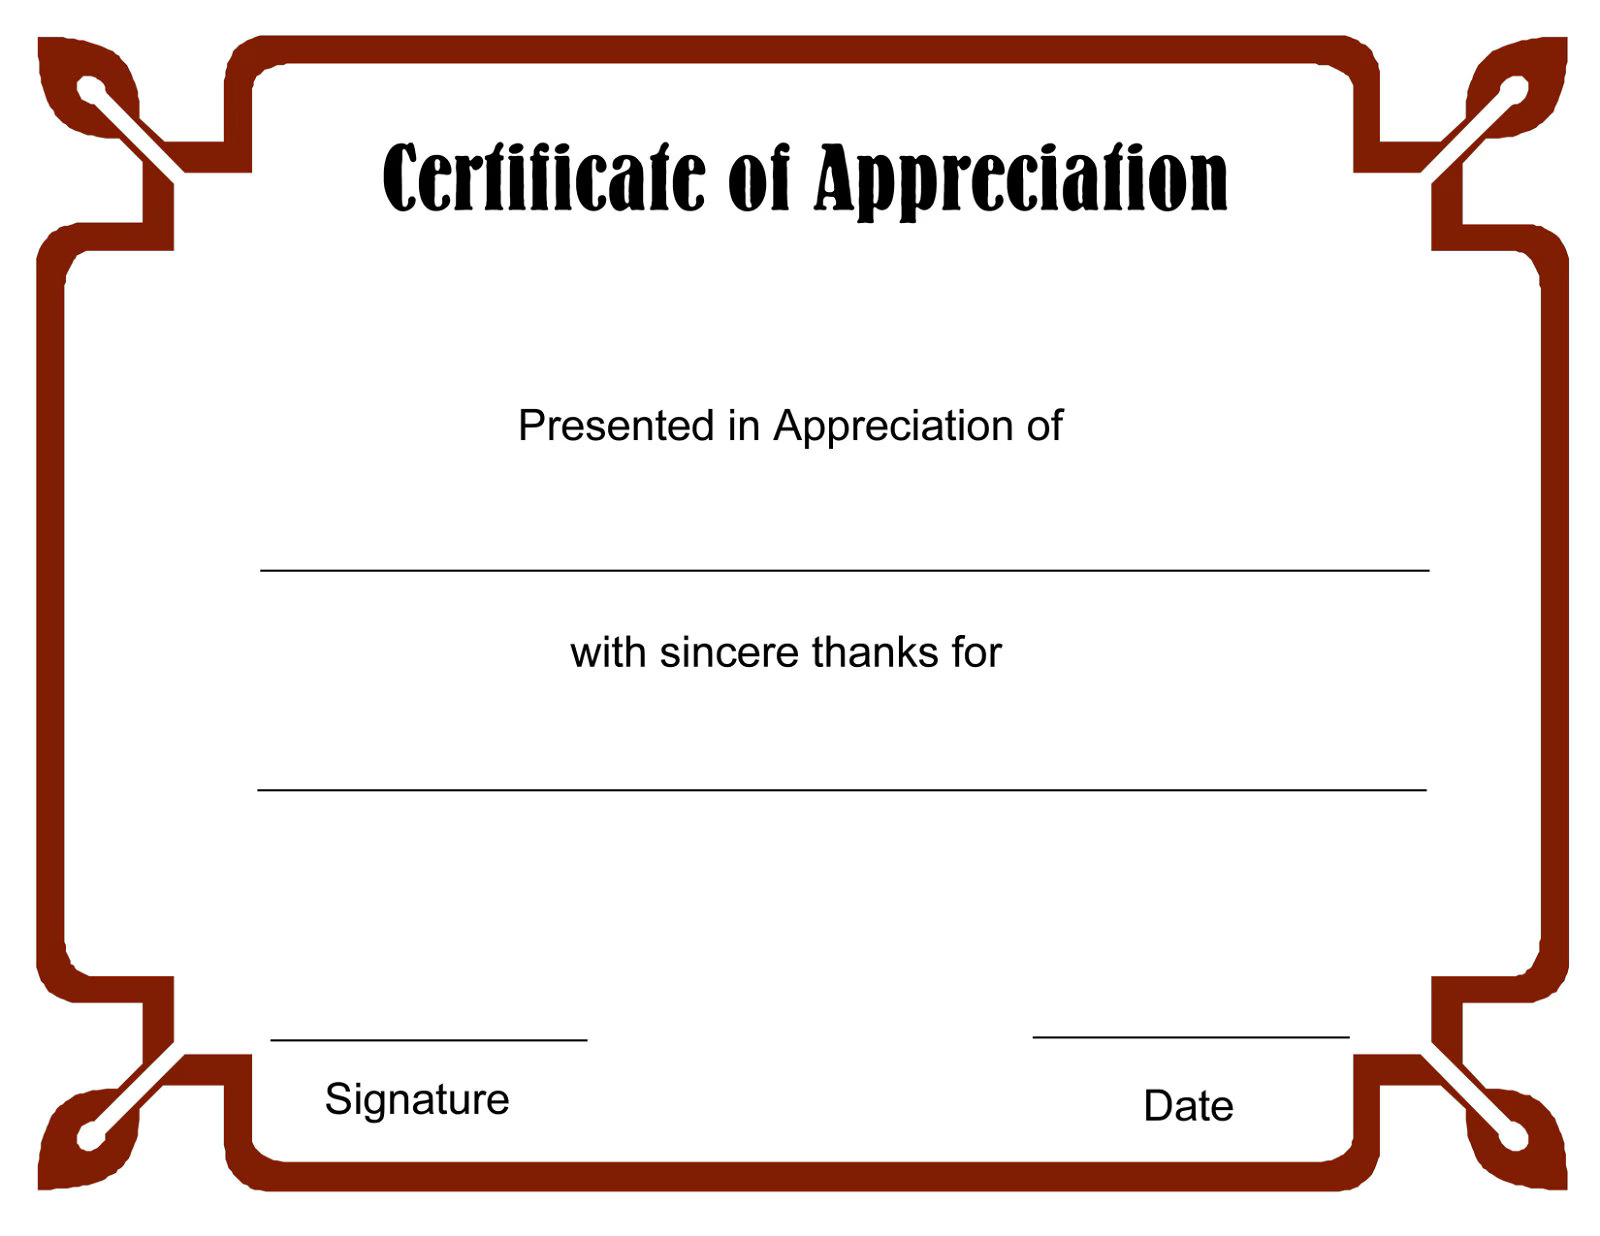 Certificate of Appreciation
Presented in Appreciation of
with sincere thanks for
Signature
Date